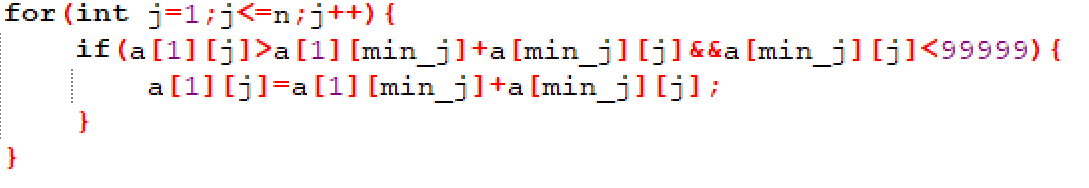 for(int j=1;j<=n;j++){
if(a[1][j]>a[1][min_j]+a[min_j][j]&&a[min_j][j]<99999){
a[1][j]=a[1][min_j]+a[min_j][j];
}
}